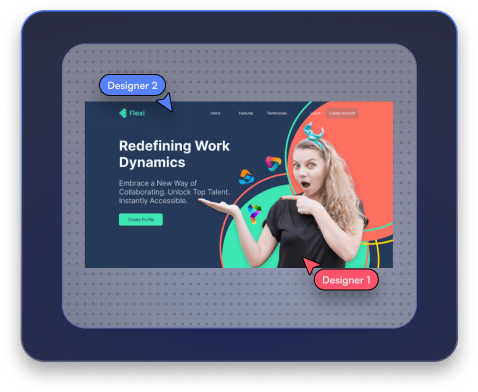 Designer 2
Flexi
Home Features Testimonials Log in Create Account
Redefining Work
Dynamics
Embrace a New Way of
Collaborating. Unlock Top Talent.
Instantly Accessible.
Create Profile
Designer 1